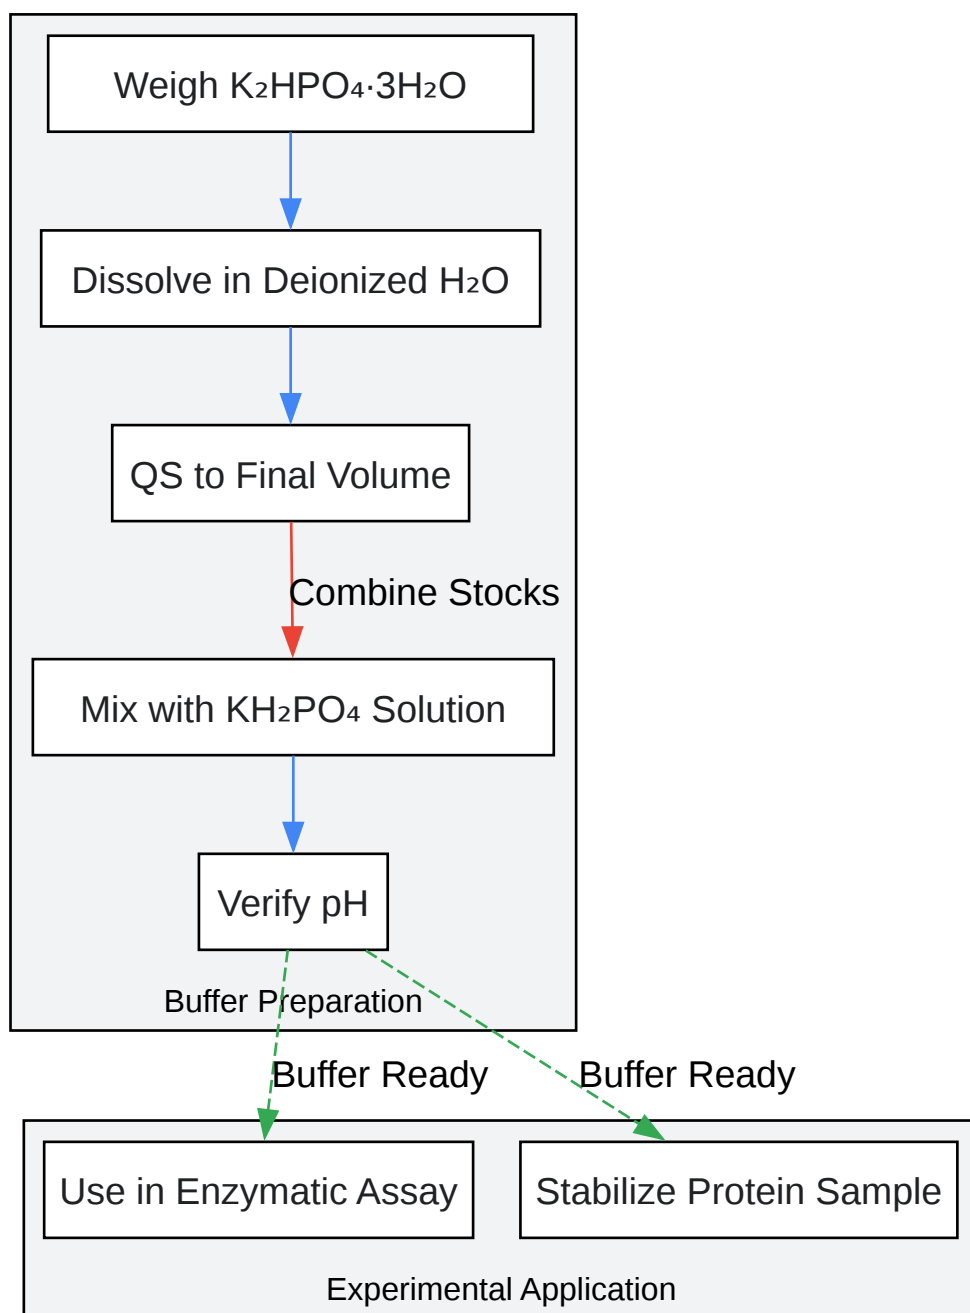 Weigh K₂HPO₄·3H₂O
Dissolve in Deionized H₂O
QS to Final Volume
Combine Stocks
Mix with KH₂PO₄ Solution
Verify pH
Buffer Preparation
Buffer Ready
Buffer Ready
Use in Enzymatic Assay
Stabilize Protein Sample
Experimental Application